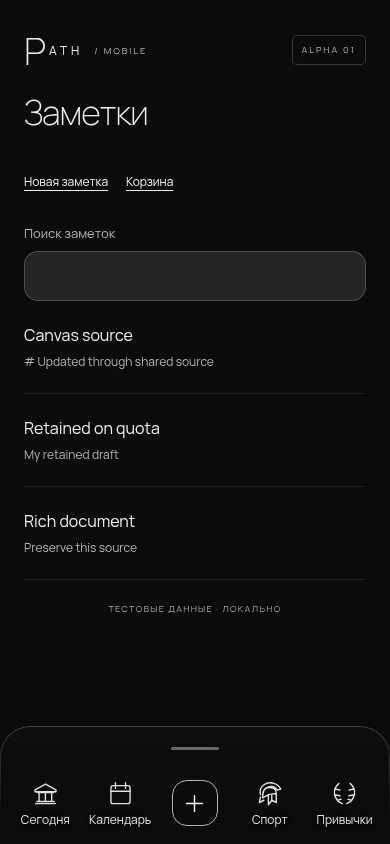 PATH / MOBILE
ALPHA 01
Заметки
Новая заметка Корзина
Поиск заметок
Canvas source
# Updated through shared source
Retained on quota
My retained draft
Rich document
Preserve this source
ТЕСТОВЫЕ ДАННЫЕ · ЛОКАЛЬНО
Сегодня Календарь Спорт Привычки